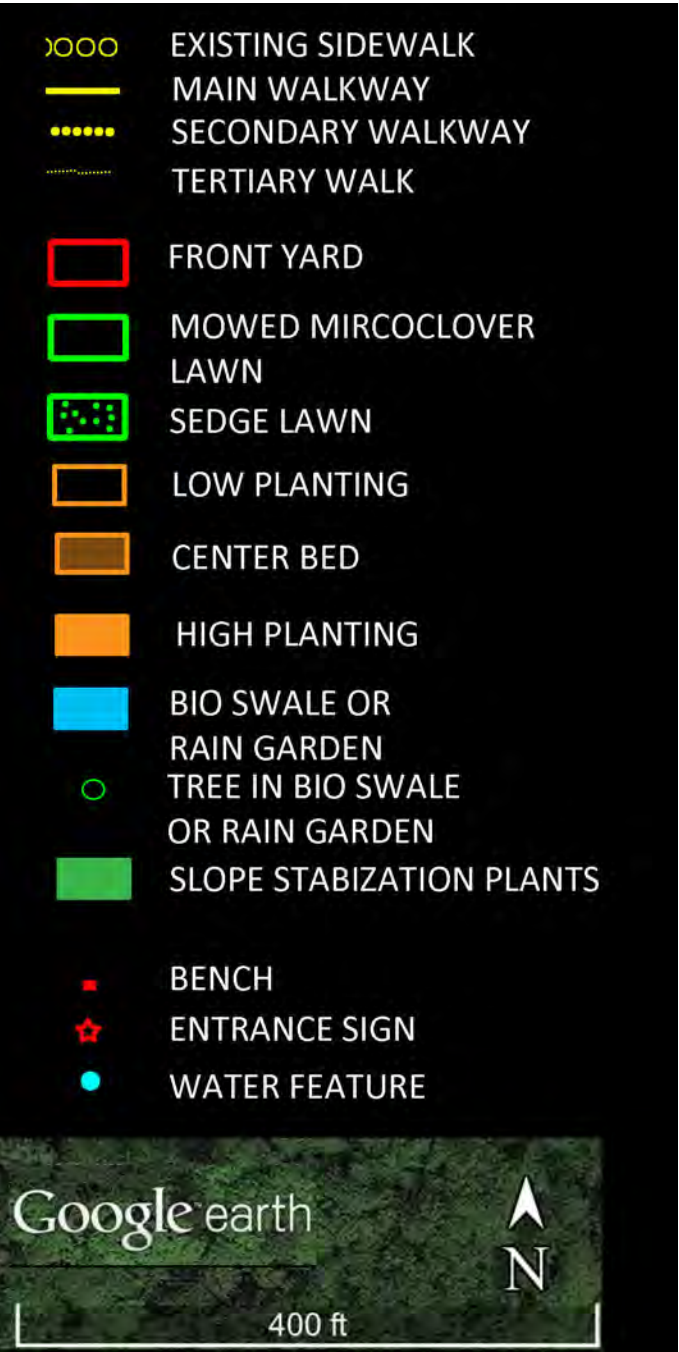 EXISTING SIDEWALK
MAIN WALKWAY
SECONDARY WALKWAY
TERTIARY WALK
FRONT YARD
MOWED MIRCOCLOVER
LAWN
SEDGE LAWN
LOW PLANTING
CENTER BED
HIGH PLANTING
BIO SWALE OR
RAIN GARDEN
TREE IN BIO SWALE
OR RAIN GARDEN
SLOPE STABIZATION PLANTS
BENCH
ENTRANCE SIGN
WATER FEATURE
Google earth
N
400 ft